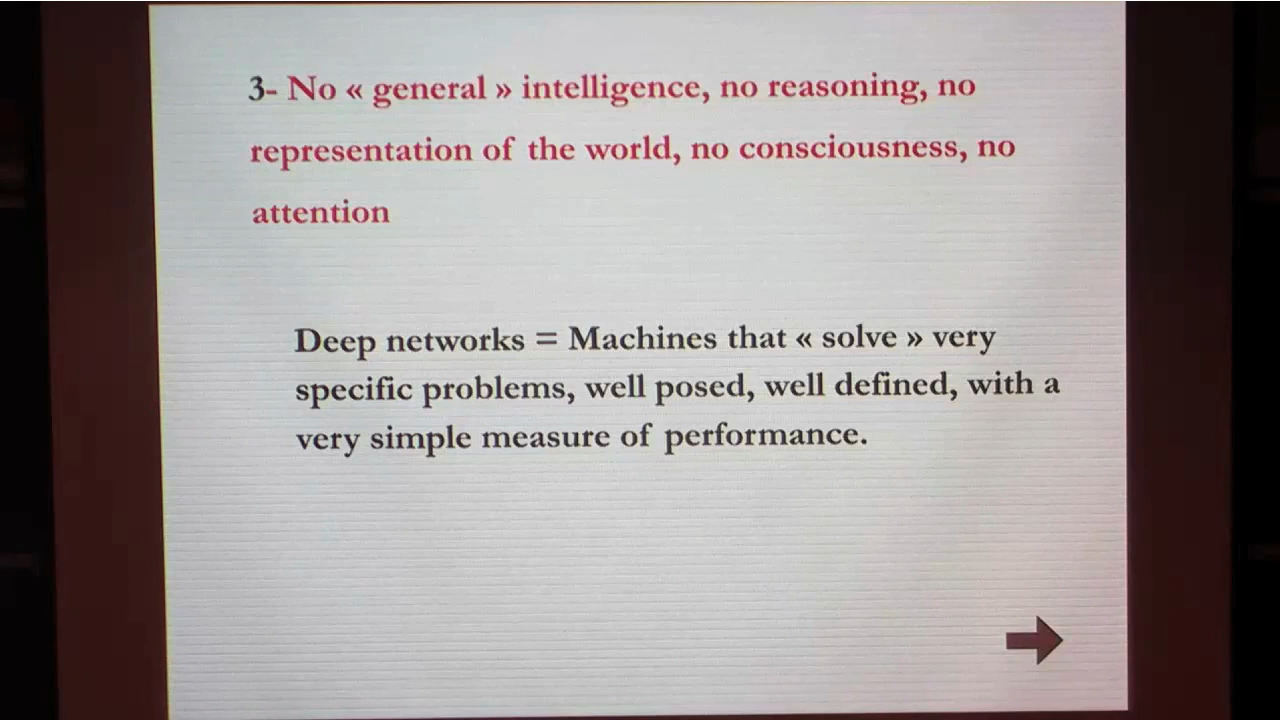 3- No « general » intelligence, no reasoning, no
representation of the world, no consciousness, no
attention
Deep networks = Machines that « solve » very
specific problems, well posed, well defined, with a
very simple measure of performance.